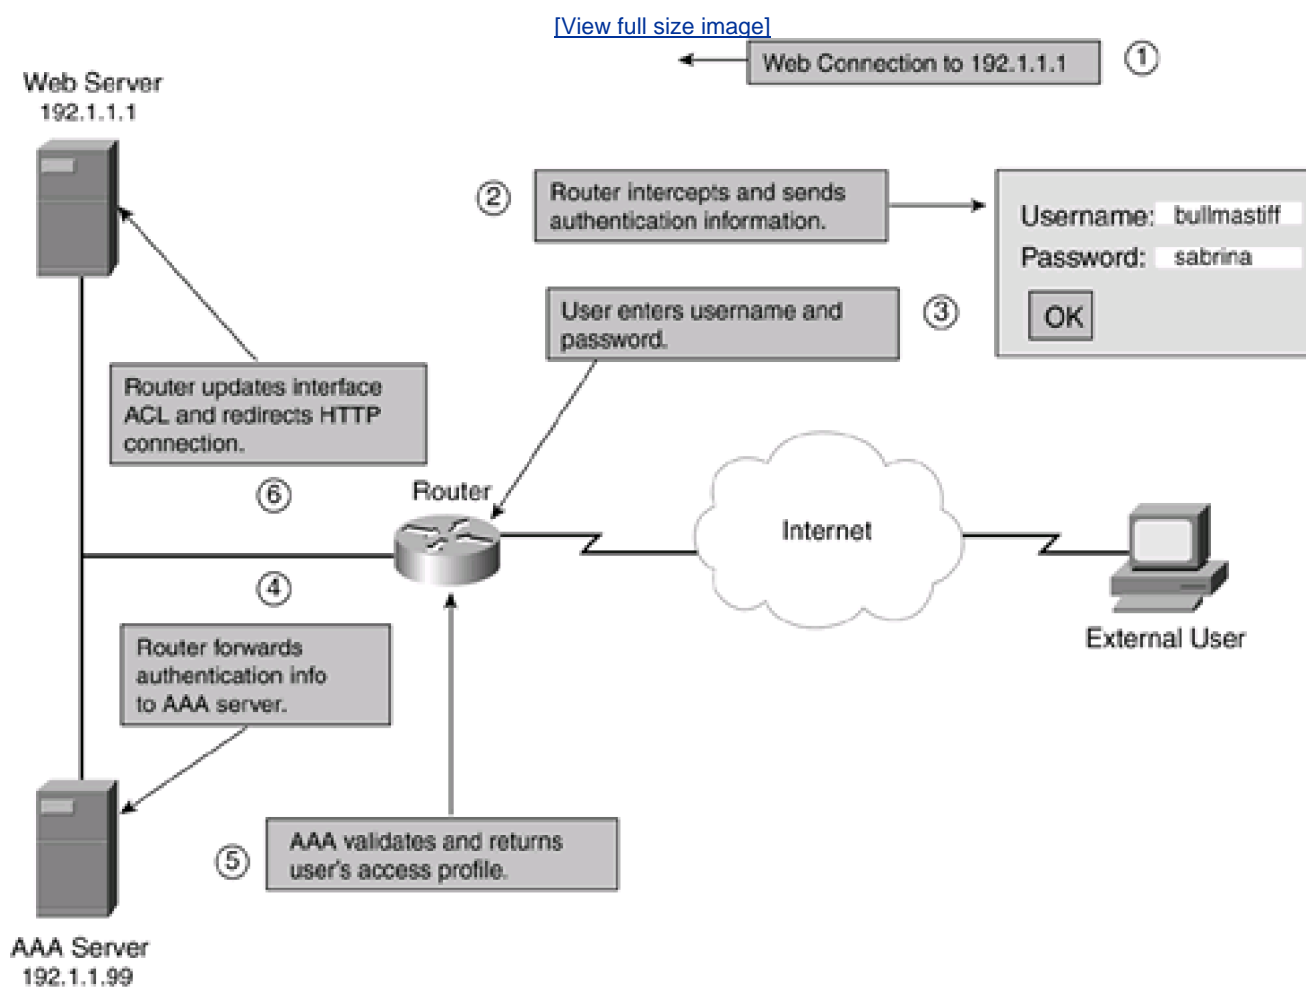 [View full size image]
Web Connection to 192.1.1.1
1
Web Server
192.1.1.1
2
Router intercepts and sends
authentication information.
Username: bullmastiff
Password: sabrina
OK
User enters username and
password.
3
Router updates interface
ACL and redirects HTTP
connection.
6
Router
Internet
External User
4
Router forwards
authentication info
to AAA server.
5
AAA validates and returns
user's access profile.
AAA Server
192.1.1.99